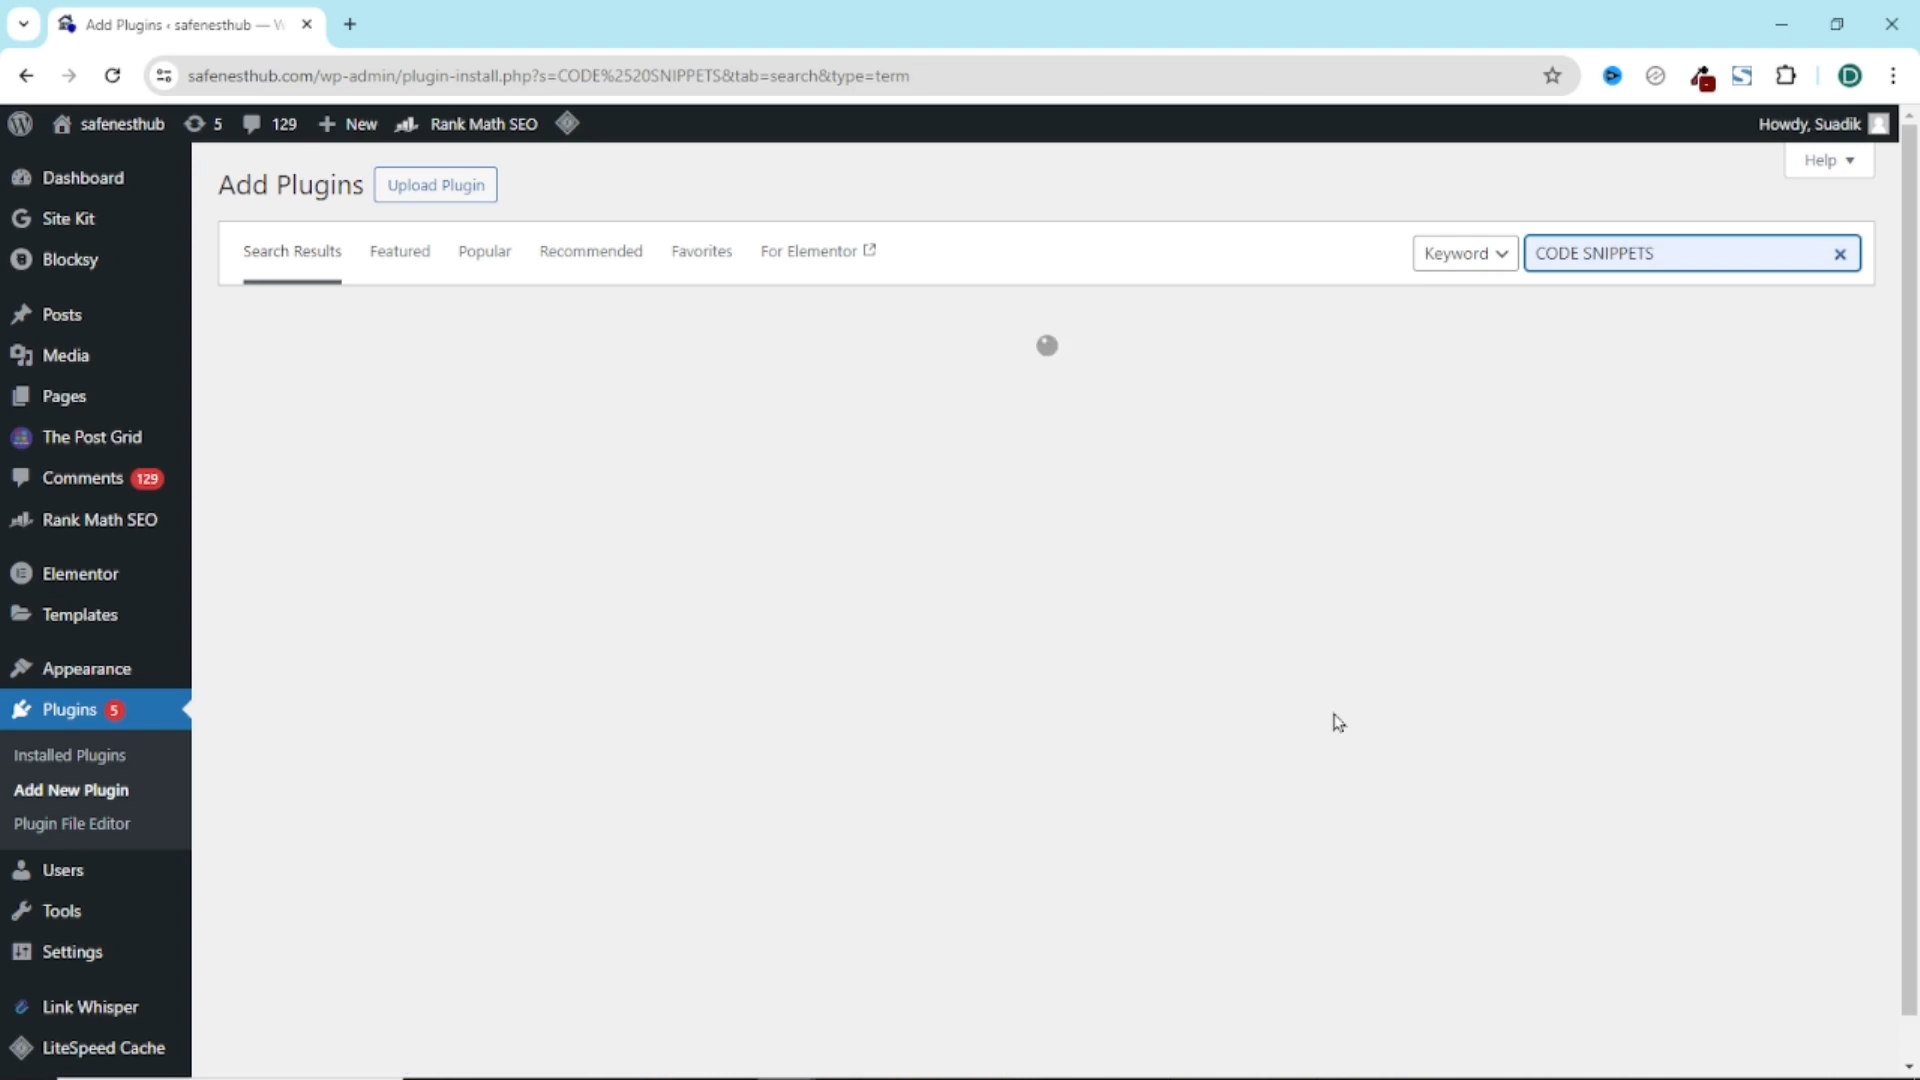 Add Plugins ‹ safenesthub — W
safenesthub.com/wp-admin/plugin-install.php?s=CODE%2520SNIPPETS&tab=search&type=term
D
safenesthub
5
129
New
Rank Math SEO
Howdy, Suadik
Help
Add Plugins
Upload Plugin
Search Results
Featured
Popular
Recommended
Favorites
For Elementor
Keyword
CODE SNIPPETS
Dashboard
Site Kit
Blocksy
Posts
Media
Pages
The Post Grid
Comments 129
Rank Math SEO
Elementor
Templates
Appearance
Plugins 5
Installed Plugins
Add New Plugin
Plugin File Editor
Users
Tools
Settings
Link Whisper
LiteSpeed Cache